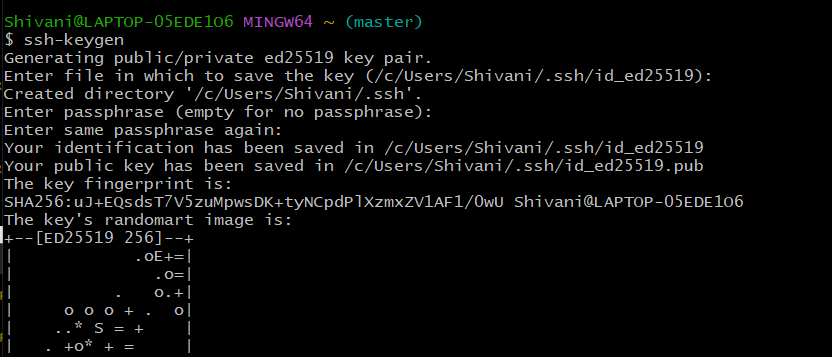 Shivani@LAPTOP-O5EDE1O6 MINGW64 ~ (master)
$ ssh-keygen
Generating public/private ed25519 key pair.
Enter file in which to save the key (/c/Users/Shivani/.ssh/id_ed25519):
Created directory '/c/Users/Shivani/.ssh'.
Enter passphrase (empty for no passphrase):
Enter same passphrase again:
Your identification has been saved in /c/Users/Shivani/.ssh/id_ed25519
Your public key has been saved in /c/Users/Shivani/.ssh/id_ed25519.pub
The key fingerprint is:
SHA256:uJ+EQsdsT7V5zuMpwsDK+tyNCpdPlXzmxZV1AF1/OwU Shivani@LAPTOP-O5EDE1O6
The key's randomart image is:
+--[ED25519 256]--+
|            .oE+=|
|              .o=|
|          .   o.+|
|     o o o + .  o|
|    ..* S = +    |
|   . +o* + =     |